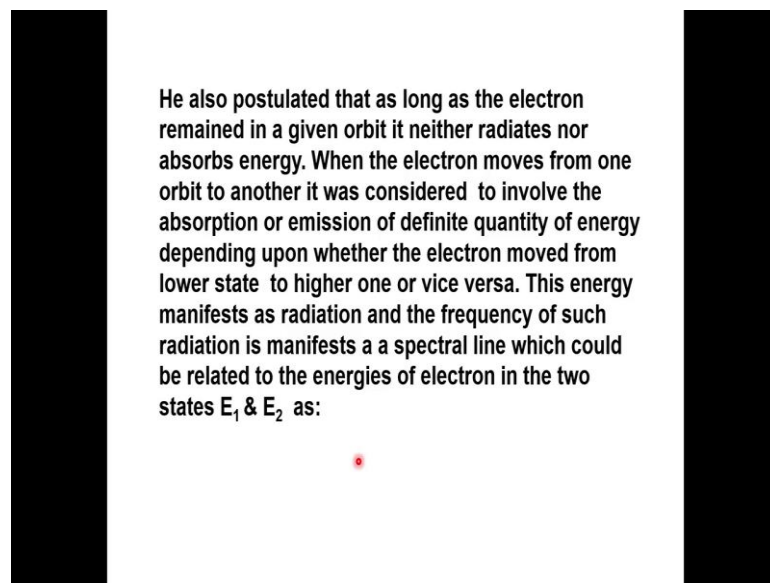 He also postulated that as long as the electron
remained in a given orbit it neither radiates nor
absorbs energy. When the electron moves from one
orbit to another it was considered  to involve the
absorption or emission of definite quantity of energy
depending upon whether the electron moved from
lower state  to higher one or vice versa. This energy
manifests as radiation and the frequency of such
radiation is manifests a a spectral line which could
be related to the energies of electron in the two
states E₁ & E₂  as: